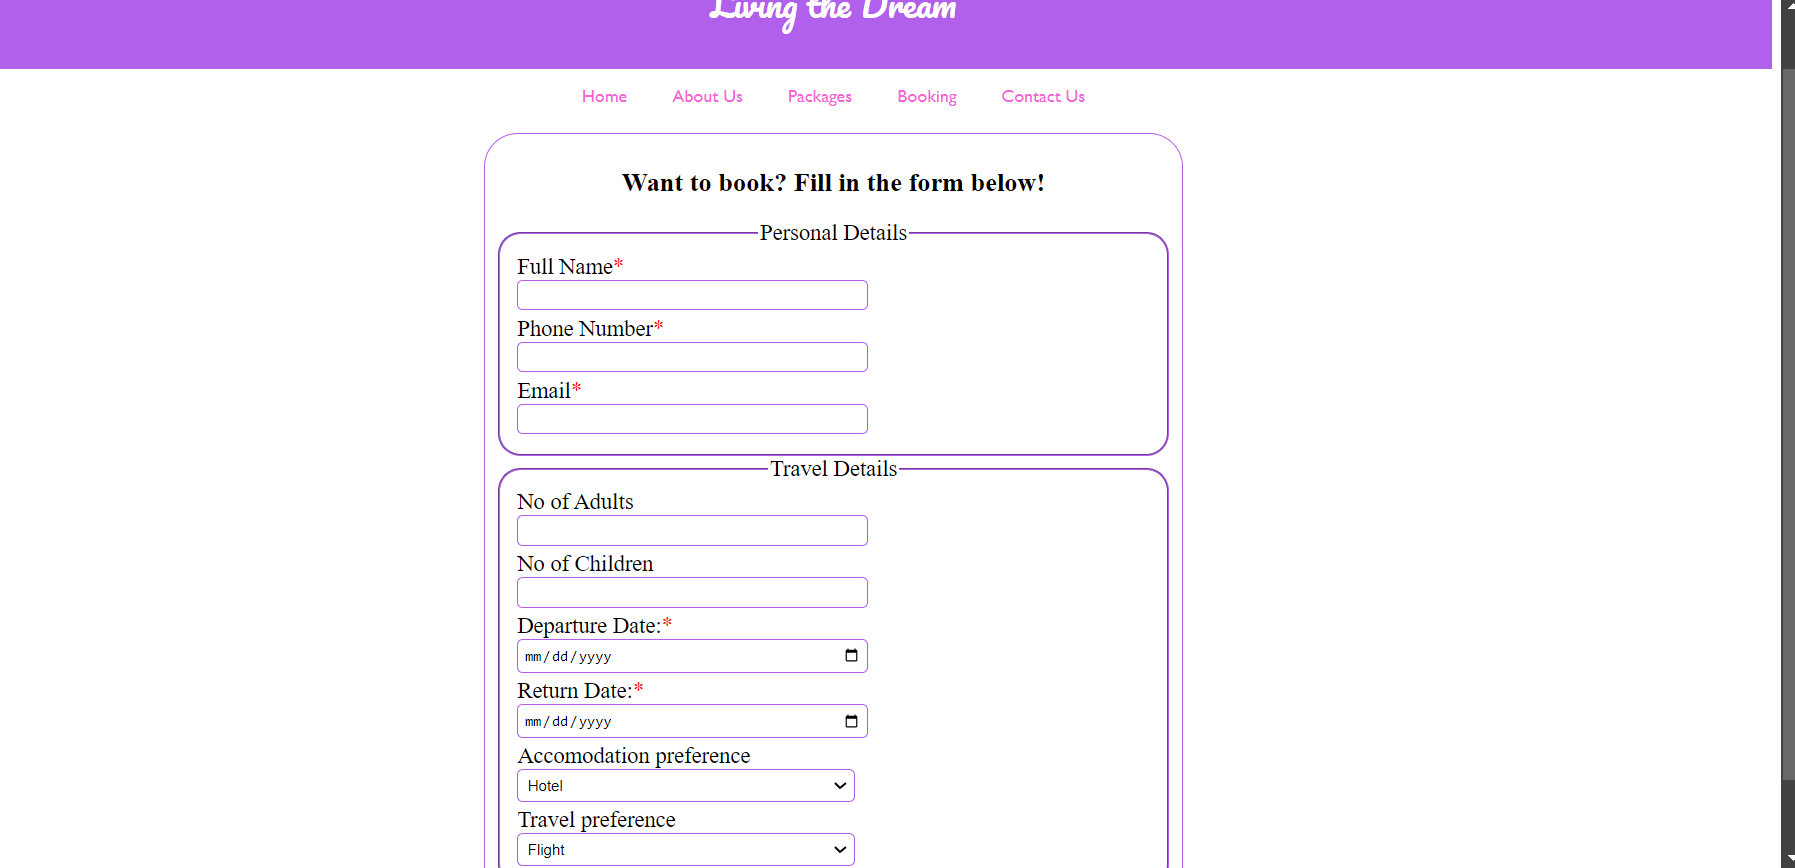 Living the Dream
Home About Us Packages Booking Contact Us
Want to book? Fill in the form below!
Personal Details
Full Name*
Phone Number*
Email*
Travel Details
No of Adults
No of Children
Departure Date:*
mm/dd/yyyy
Return Date:*
mm/dd/yyyy
Accomodation preference
Hotel
Travel preference
Flight